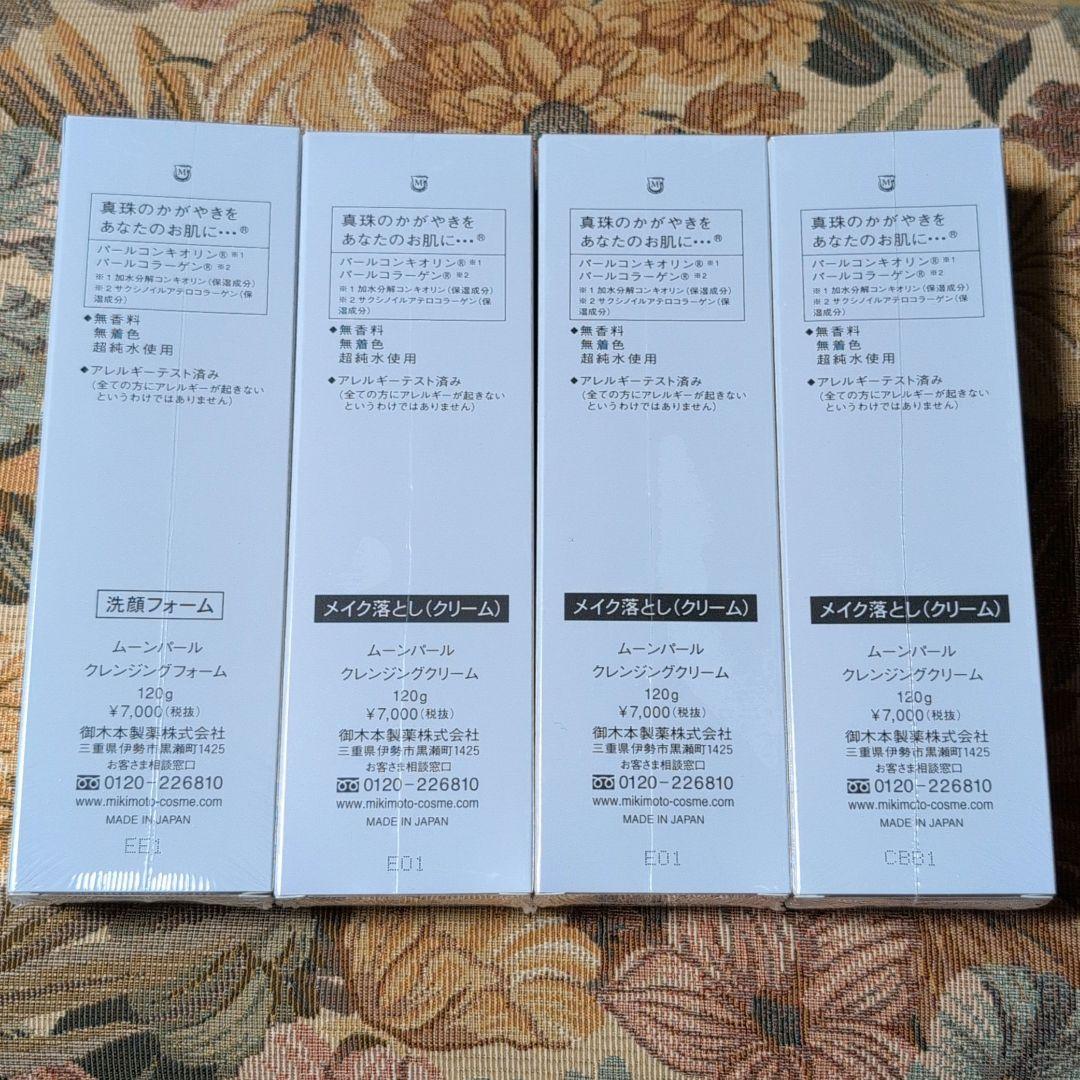 M
真珠のかがやきを
あなたのお肌に…®
パールコンキオリン®※1
パールコラーゲン®※2
※1加水分解コンキオリン(保湿成分)
※2サクシノイルアテロコラーゲン(保
湿成分)
◆無香料
無着色
超純水使用
◆アレルギーテスト済み
(全ての方にアレルギーが起きない
というわけではありません)
洗顔フォーム
ムーンパール
クレンジングフォーム
120g
¥7,000(税抜)
御木本製薬株式会社
三重県伊勢市黒瀬町1425
お客さま相談窓口
0120-226810
www.mikimoto-cosme.com
MADE IN JAPAN
EE1
M
真珠のかがやきを
あなたのお肌に…®
パールコンキオリン®※1
パールコラーゲン®※2
※1加水分解コンキオリン(保湿成分)
※2サクシノイルアテロコラーゲン(保
湿成分)
◆無香料
無着色
超純水使用
◆アレルギーテスト済み
(全ての方にアレルギーが起きない
というわけではありません)
メイク落とし(クリーム)
ムーンパール
クレンジングクリーム
120g
¥7,000(税抜)
御木本製薬株式会社
三重県伊勢市黒瀬町1425
お客さま相談窓口
0120-226810
www.mikimoto-cosme.com
MADE IN JAPAN
E01
M
真珠のかがやきを
あなたのお肌に…®
パールコンキオリン®※1
パールコラーゲン®※2
※1加水分解コンキオリン(保湿成分)
※2サクシノイルアテロコラーゲン(保
湿成分)
◆無香料
無着色
超純水使用
◆アレルギーテスト済み
(全ての方にアレルギーが起きない
というわけではありません)
メイク落とし(クリーム)
ムーンパール
クレンジングクリーム
120g
¥7,000(税抜)
御木本製薬株式会社
三重県伊勢市黒瀬町1425
お客さま相談窓口
0120-226810
www.mikimoto-cosme.com
MADE IN JAPAN
E01
M
真珠のかがやきを
あなたのお肌に…®
パールコンキオリン®※1
パールコラーゲン®※2
※1加水分解コンキオリン(保湿成分)
※2サクシノイルアテロコラーゲン(保
湿成分)
◆無香料
無着色
超純水使用
◆アレルギーテスト済み
(全ての方にアレルギーが起きない
というわけではありません)
メイク落とし(クリーム)
ムーンパール
クレンジングクリーム
120g
¥7,000(税抜)
御木本製薬株式会社
三重県伊勢市黒瀬町1425
お客さま相談窓口
0120-226810
www.mikimoto-cosme.com
MADE IN JAPAN
CBB1